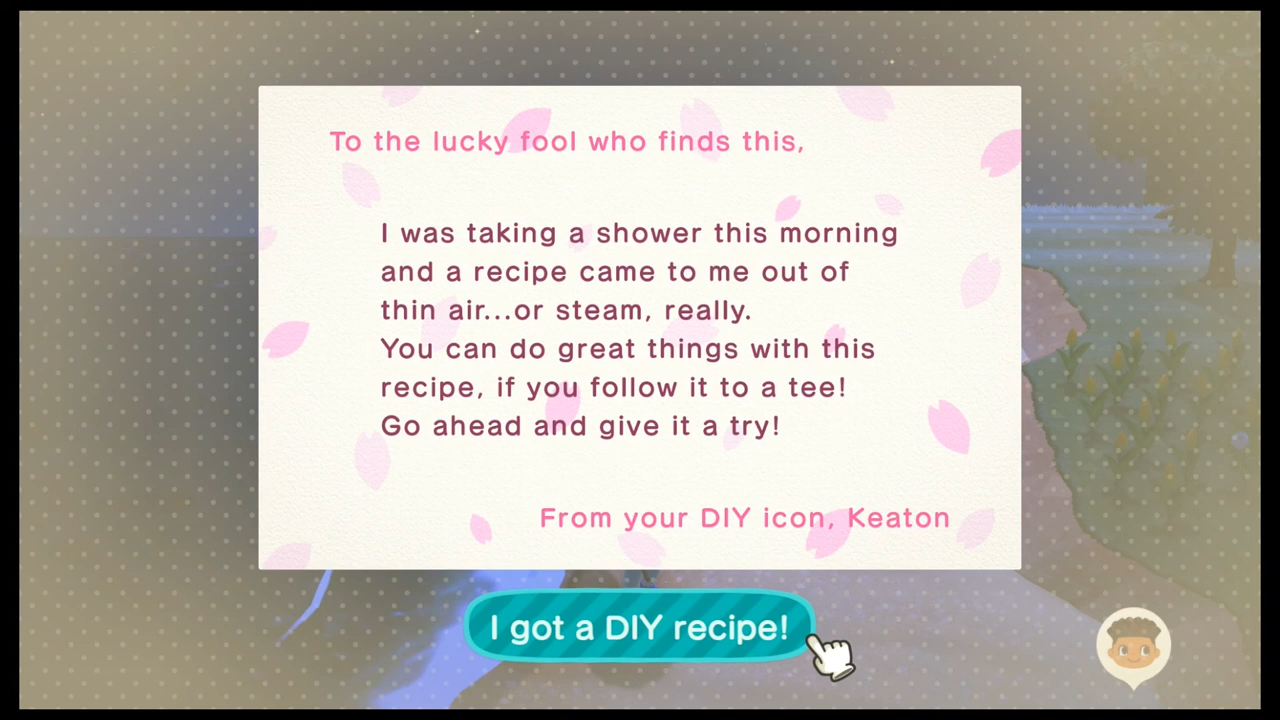 To the lucky fool who finds this,
I was taking a shower this morning
and a recipe came to me out of
thin air...or steam, really.
You can do great things with this
recipe, if you follow it to a tee!
Go ahead and give it a try!
From your DIY icon, Keaton
I got a DIY recipe!